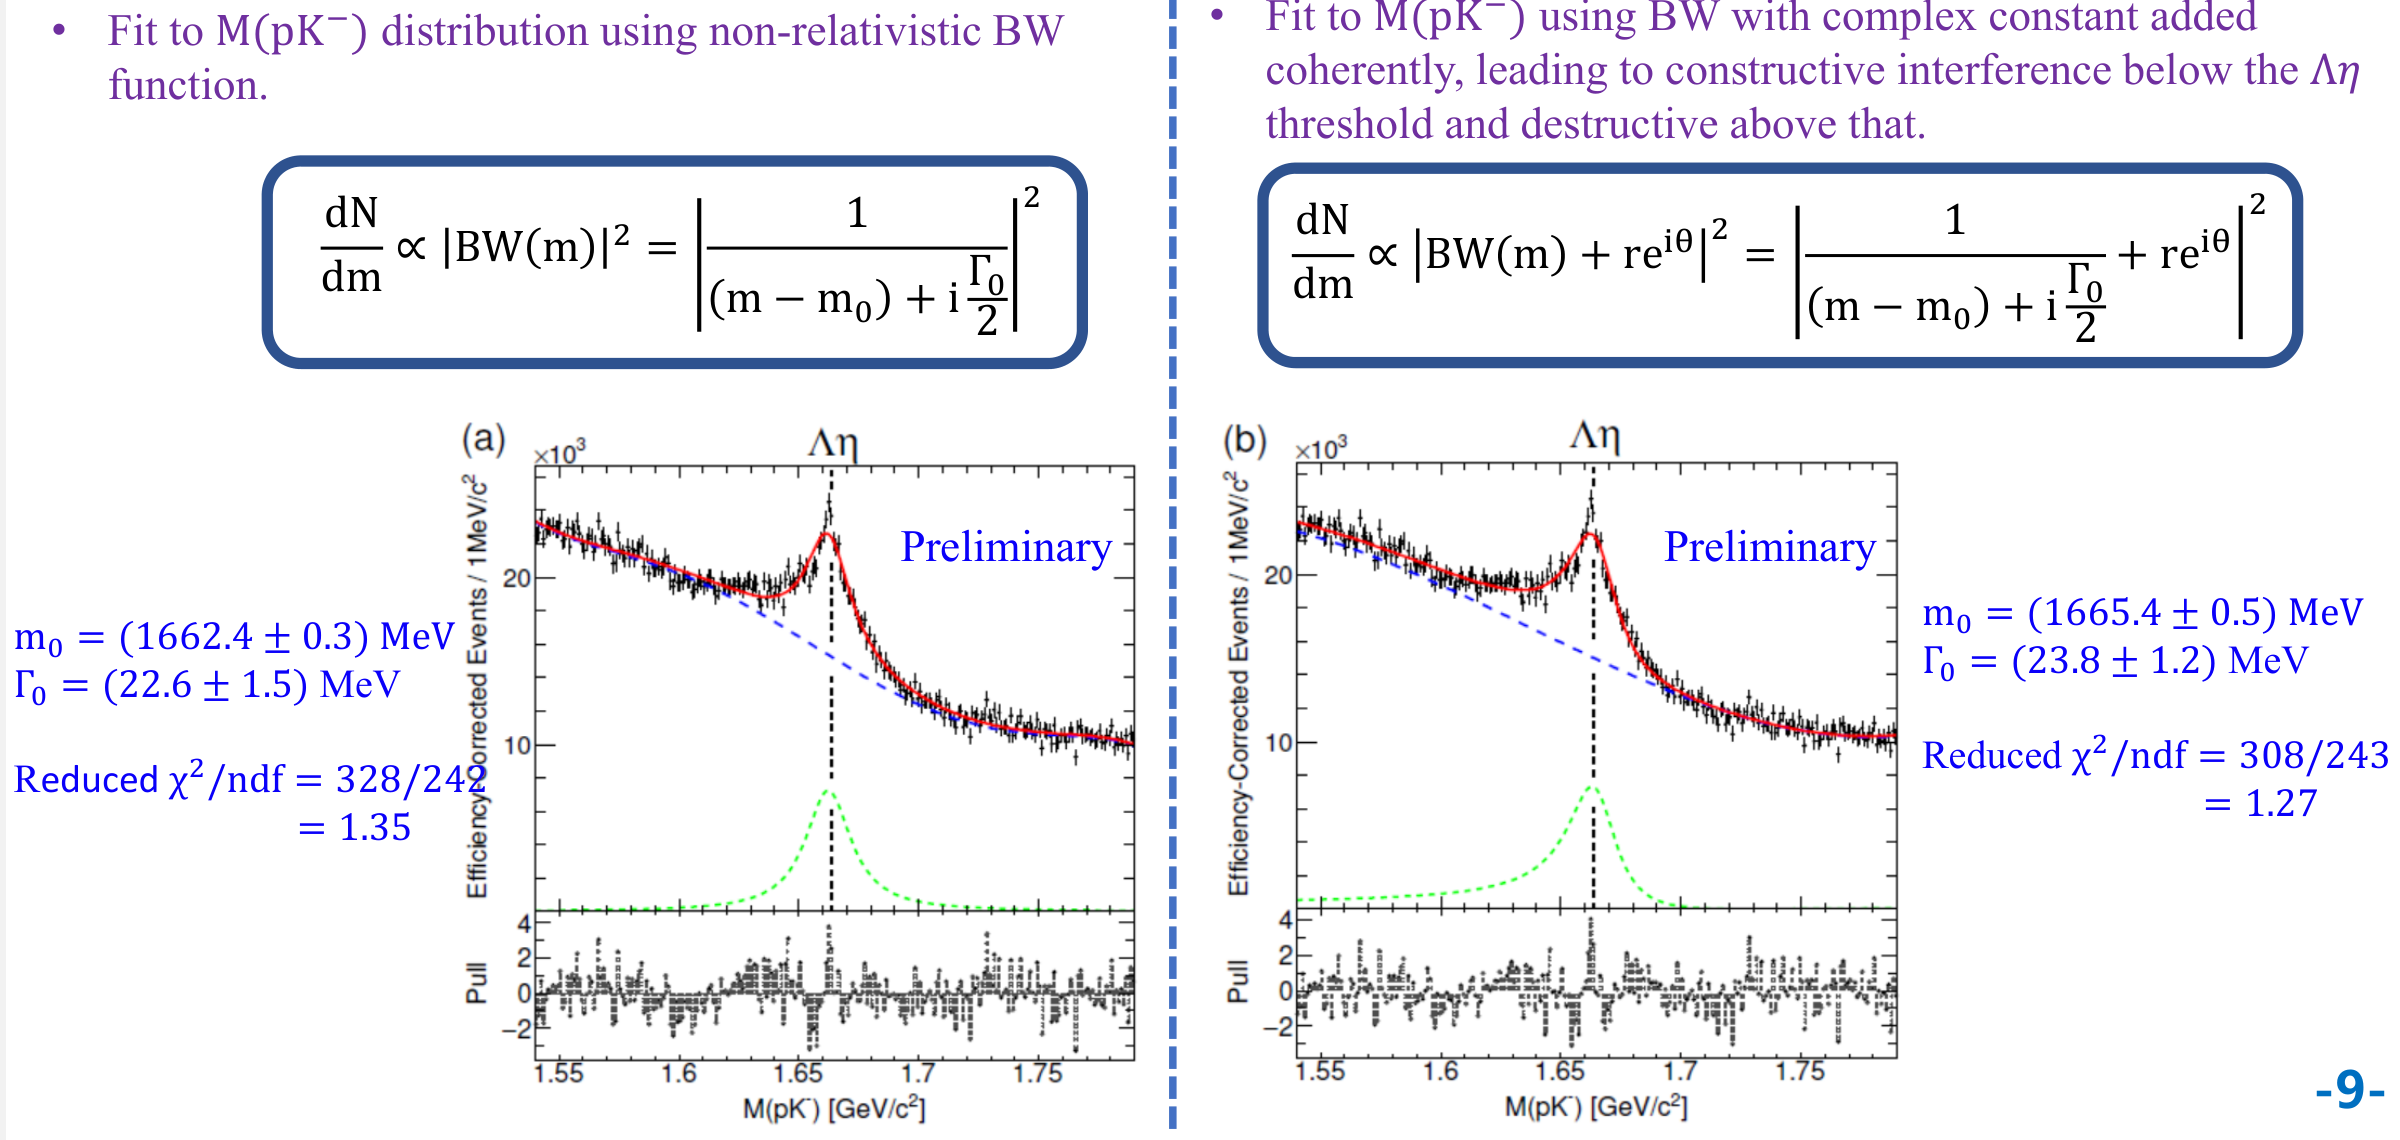 • Fit to M(pK⁻) distribution using non-relativistic BW
function.
dN/dm ∝ |BW(m)|² = |1/((m − m₀) + i Γ₀/2)|²
(a)
×10³
Λη
Efficiency-Corrected Events / 1MeV/c²
Preliminary
20
10
m₀ = (1662.4 ± 0.3) MeV
Γ₀ = (22.6 ± 1.5) MeV
Reduced χ²/ndf = 328/242
= 1.35
Pull
4
2
0
−2
1.55 1.6 1.65 1.7 1.75
M(pK⁻) [GeV/c²]
• Fit to M(pK⁻) using BW with complex constant added
coherently, leading to constructive interference below the Λη
threshold and destructive above that.
dN/dm ∝ |BW(m) + re^{iθ}|² = |1/((m − m₀) + i Γ₀/2) + re^{iθ}|²
(b)
×10³
Λη
Efficiency-Corrected Events / 1MeV/c²
Preliminary
20
10
m₀ = (1665.4 ± 0.5) MeV
Γ₀ = (23.8 ± 1.2) MeV
Reduced χ²/ndf = 308/243
= 1.27
Pull
4
2
0
−2
1.55 1.6 1.65 1.7 1.75
M(pK⁻) [GeV/c²]
-9-